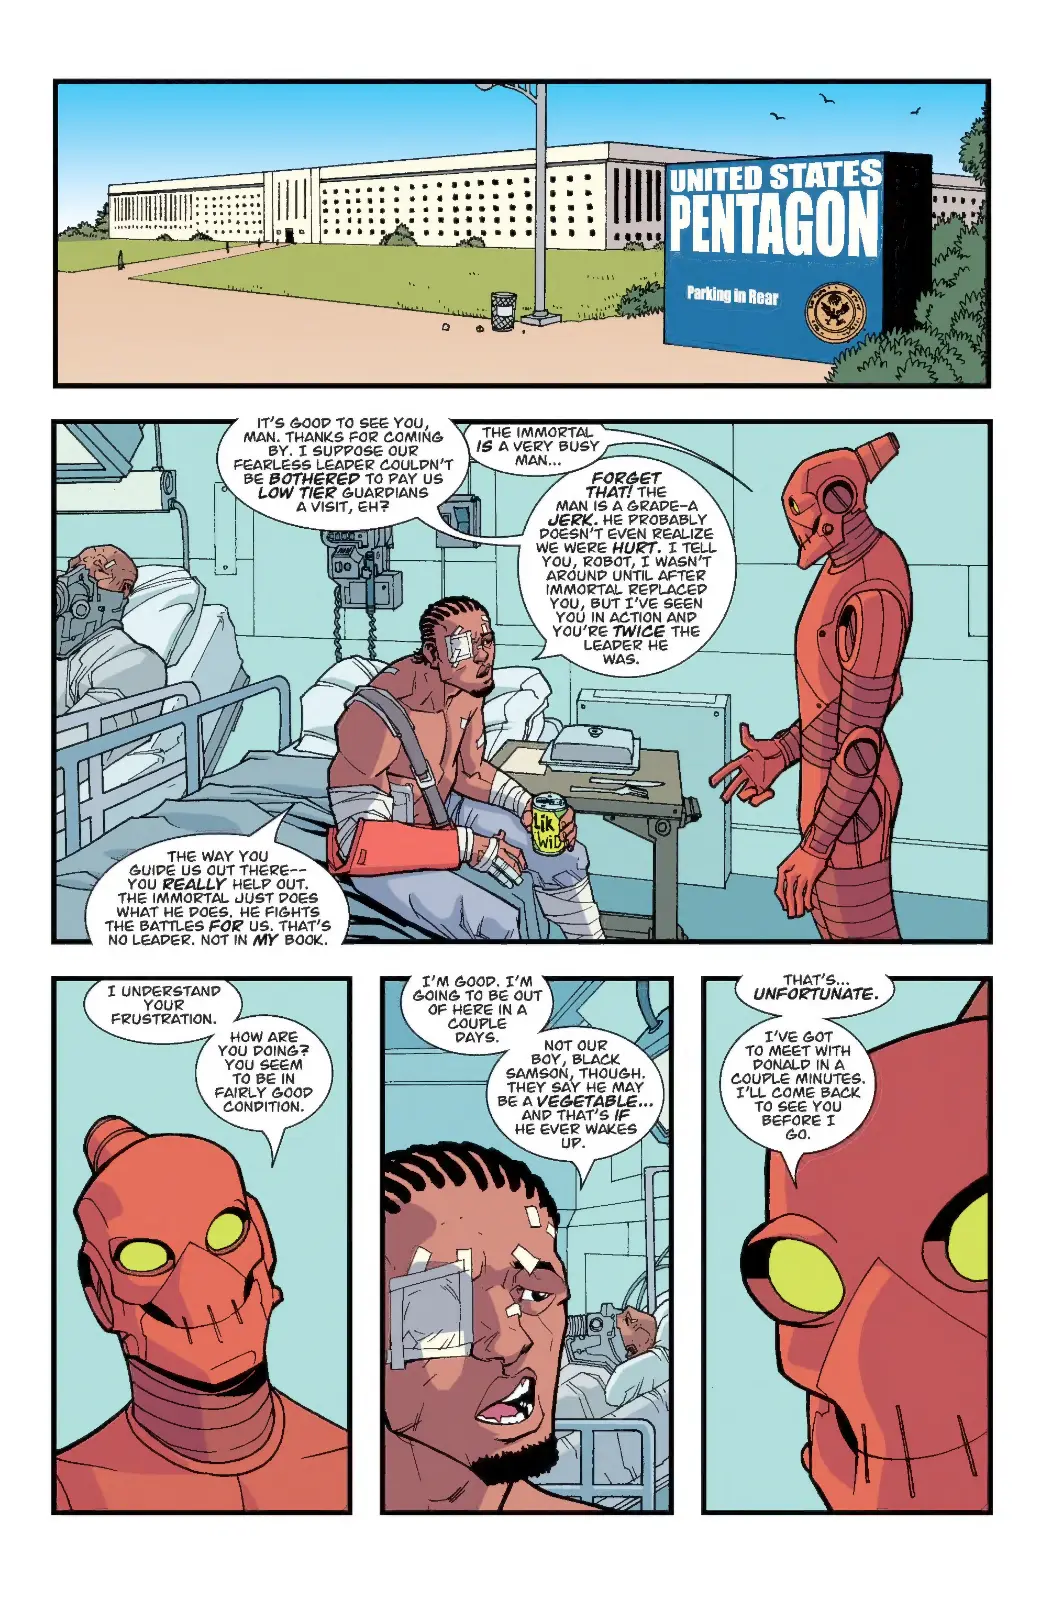 UNITED STATES
PENTAGON
Parking in Rear
IT'S GOOD TO SEE YOU,
MAN. THANKS FOR COMING
BY. I SUPPOSE OUR
FEARLESS LEADER COULDN'T
BE BOTHERED TO PAY US
LOW TIER GUARDIANS
A VISIT, EH?
THE IMMORTAL
IS A VERY BUSY
MAN...
FORGET
THAT! THE
MAN IS A GRADE-A
JERK. HE PROBABLY
DOESN'T EVEN REALIZE
WE WERE HURT. I TELL
YOU, ROBOT, I WASN'T
AROUND UNTIL AFTER
IMMORTAL REPLACED
YOU, BUT I'VE SEEN
YOU IN ACTION AND
YOU'RE TWICE THE
LEADER HE
WAS.
LiK
WiD
THE WAY YOU
GUIDE US OUT THERE--
YOU REALLY HELP OUT.
THE IMMORTAL JUST DOES
WHAT HE DOES. HE FIGHTS
THE BATTLES FOR US. THAT'S
NO LEADER. NOT IN MY BOOK.
I UNDERSTAND
YOUR
FRUSTRATION.
HOW ARE
YOU DOING?
YOU SEEM
TO BE IN
FAIRLY GOOD
CONDITION.
I'M GOOD. I'M
GOING TO BE OUT
OF HERE IN A
COUPLE
DAYS.
NOT OUR
BOY, BLACK
SAMSON, THOUGH.
THEY SAY HE MAY
BE A VEGETABLE...
AND THAT'S IF
HE EVER WAKES
UP.
THAT'S...
UNFORTUNATE.
I'VE GOT
TO MEET WITH
DONALD IN A
COUPLE MINUTES.
I'LL COME BACK
TO SEE YOU
BEFORE I
GO.